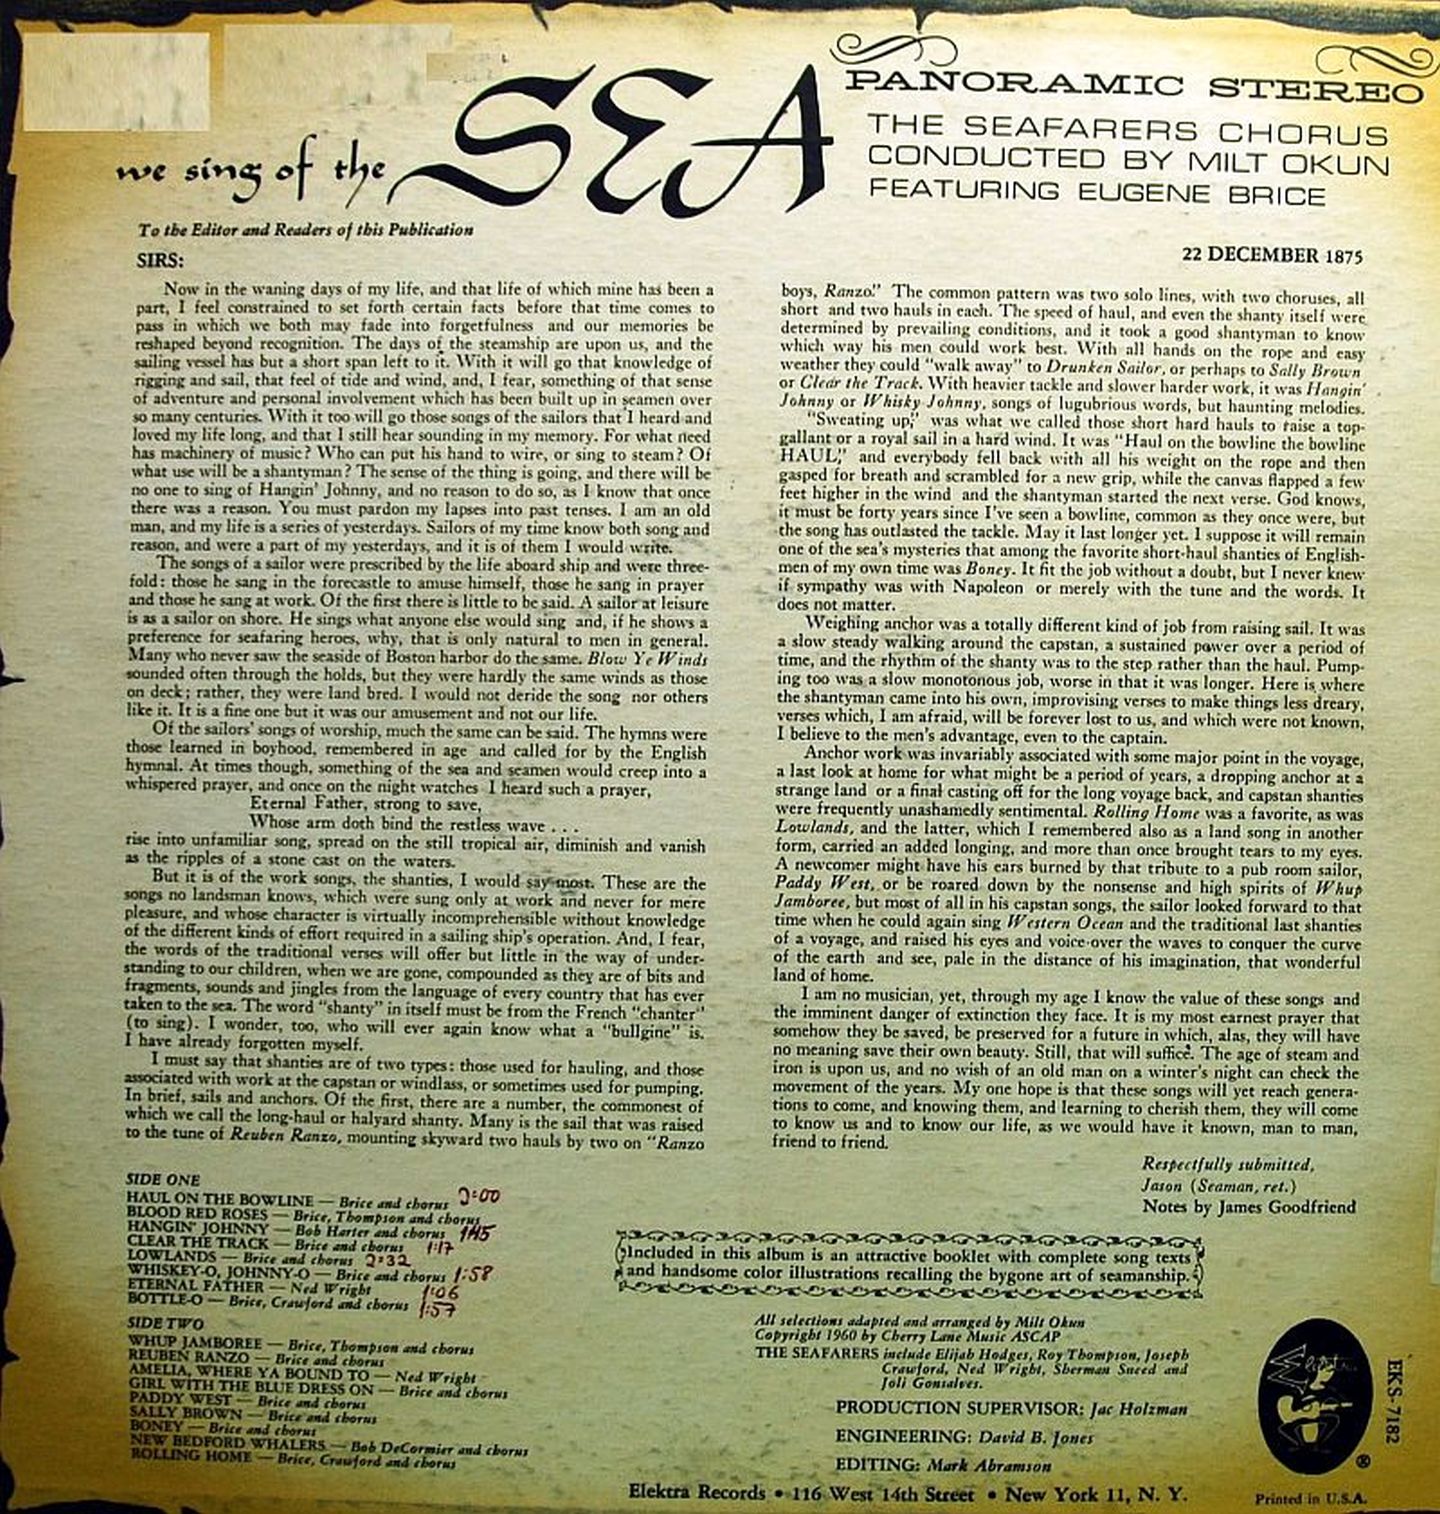 PANORAMIC STEREO
THE SEAFARERS CHORUS
CONDUCTED BY MILT OKUN
FEATURING EUGENE BRICE
we sing of the SEA
To the Editor and Readers of this Publication
22 DECEMBER 1875
SIRS:
Now in the waning days of my life, and that life of which mine has been a
part, I feel constrained to set forth certain facts before that time comes to
pass in which we both may fade into forgetfulness and our memories be
reshaped beyond recognition. The days of the steamship are upon us, and the
sailing vessel has but a short span left to it. With it will go that knowledge of
rigging and sail, that feel of tide and wind, and, I fear, something of that sense
of adventure and personal involvement which has been built up in seamen over
so many centuries. With it too will go those songs of the sailors that I heard and
loved my life long, and that I still hear sounding in my memory. For what need
has machinery of music? Who can put his hand to wire, or sing to steam? Of
what use will be a shantyman? The sense of the thing is going, and there will be
no one to sing of Hangin' Johnny, and no reason to do so, as I know that once
there was a reason. You must pardon my lapses into past tenses. I am an old
man, and my life is a series of yesterdays. Sailors of my time know both song and
reason, and were a part of my yesterdays, and it is of them I would write.
The songs of a sailor were prescribed by the life aboard ship and were three-
fold: those he sang in the forecastle to amuse himself, those he sang in prayer
and those he sang at work. Of the first there is little to be said. A sailor at leisure
is as a sailor on shore. He sings what anyone else would sing and, if he shows a
preference for seafaring heroes, why, that is only natural to men in general.
Many who never saw the seaside of Boston harbor do the same. Blow Ye Winds
sounded often through the holds, but they were hardly the same winds as those
on deck; rather, they were land bred. I would not deride the song nor others
like it. It is a fine one but it was our amusement and not our life.
Of the sailors' songs of worship, much the same can be said. The hymns were
those learned in boyhood, remembered in age and called for by the English
hymnal. At times though, something of the sea and seamen would creep into a
whispered prayer, and once on the night watches I heard such a prayer,
Eternal Father, strong to save,
Whose arm doth bind the restless wave . . .
rise into unfamiliar song, spread on the still tropical air, diminish and vanish
as the ripples of a stone cast on the waters.
But it is of the work songs, the shanties, I would say most. These are the
songs no landsman knows, which were sung only at work and never for mere
pleasure, and whose character is virtually incomprehensible without knowledge
of the different kinds of effort required in a sailing ship's operation. And, I fear,
the words of the traditional verses will offer but little in the way of under-
standing to our children, when we are gone, compounded as they are of bits and
fragments, sounds and jingles from the language of every country that has ever
taken to the sea. The word "shanty" in itself must be from the French "chanter"
(to sing). I wonder, too, who will ever again know what a "bullgine" is.
I have already forgotten myself.
I must say that shanties are of two types: those used for hauling, and those
associated with work at the capstan or windlass, or sometimes used for pumping.
In brief, sails and anchors. Of the first, there are a number, the commonest of
which we call the long-haul or halyard shanty. Many is the sail that was raised
to the tune of Reuben Ranzo, mounting skyward two hauls by two on "Ranzo
boys, Ranzo." The common pattern was two solo lines, with two choruses, all
short and two hauls in each. The speed of haul, and even the shanty itself were
determined by prevailing conditions, and it took a good shantyman to know
which way his men could work best. With all hands on the rope and easy
weather they could "walk away" to Drunken Sailor, or perhaps to Sally Brown
or Clear the Track. With heavier tackle and slower harder work, it was Hangin'
Johnny or Whisky Johnny, songs of lugubrious words, but haunting melodies.
"Sweating up," was what we called those short hard hauls to raise a top-
gallant or a royal sail in a hard wind. It was "Haul on the bowline the bowline
HAUL," and everybody fell back with all his weight on the rope and then
gasped for breath and scrambled for a new grip, while the canvas flapped a few
feet higher in the wind and the shantyman started the next verse. God knows,
it must be forty years since I've seen a bowline, common as they once were, but
the song has outlasted the tackle. May it last longer yet. I suppose it will remain
one of the sea's mysteries that among the favorite short-haul shanties of English-
men of my own time was Boney. It fit the job without a doubt, but I never knew
if sympathy was with Napoleon or merely with the tune and the words. It
does not matter.
Weighing anchor was a totally different kind of job from raising sail. It was
a slow steady walking around the capstan, a sustained power over a period of
time, and the rhythm of the shanty was to the step rather than the haul. Pump-
ing too was a slow monotonous job, worse in that it was longer. Here is where
the shantyman came into his own, improvising verses to make things less dreary,
verses which, I am afraid, will be forever lost to us, and which were not known,
I believe to the men's advantage, even to the captain.
Anchor work was invariably associated with some major point in the voyage,
a last look at home for what might be a period of years, a dropping anchor at a
strange land or a final casting off for the long voyage back, and capstan shanties
were frequently unashamedly sentimental. Rolling Home was a favorite, as was
Lowlands, and the latter, which I remembered also as a land song in another
form, carried an added longing, and more than once brought tears to my eyes.
A newcomer might have his ears burned by that tribute to a pub room sailor,
Paddy West, or be roared down by the nonsense and high spirits of Whup
Jamboree, but most of all in his capstan songs, the sailor looked forward to that
time when he could again sing Western Ocean and the traditional last shanties
of a voyage, and raised his eyes and voice over the waves to conquer the curve
of the earth and see, pale in the distance of his imagination, that wonderful
land of home.
I am no musician, yet, through my age I know the value of these songs and
the imminent danger of extinction they face. It is my most earnest prayer that
somehow they be saved, be preserved for a future in which, alas, they will have
no meaning save their own beauty. Still, that will suffice. The age of steam and
iron is upon us, and no wish of an old man on a winter's night can check the
movement of the years. My one hope is that these songs will yet reach genera-
tions to come, and knowing them, and learning to cherish them, they will come
to know us and to know our life, as we would have it known, man to man,
friend to friend.
Respectfully submitted,
Jason (Seaman, ret.)
Notes by James Goodfriend
SIDE ONE
HAUL ON THE BOWLINE — Brice and chorus 2:00
BLOOD RED ROSES — Brice, Thompson and chorus
HANGIN' JOHNNY — Bob Harter and chorus 1:45
CLEAR THE TRACK — Brice and chorus 1:17
LOWLANDS — Brice and chorus 2:32
WHISKEY-O, JOHNNY-O — Brice and chorus 1:58
ETERNAL FATHER — Ned Wright 1:06
BOTTLE-O — Brice, Crawford and chorus 1:57
SIDE TWO
WHUP JAMBOREE — Brice, Thompson and chorus
REUBEN RANZO — Brice and chorus
AMELIA, WHERE YA BOUND TO — Ned Wright
GIRL WITH THE BLUE DRESS ON — Brice and chorus
PADDY WEST — Brice and chorus
SALLY BROWN — Brice and chorus
BONEY — Brice and chorus
NEW BEDFORD WHALERS — Bob DeCormier and chorus
ROLLING HOME — Brice, Crawford and chorus
Included in this album is an attractive booklet with complete song texts
and handsome color illustrations recalling the bygone art of seamanship.
All selections adapted and arranged by Milt Okun
Copyright 1960 by Cherry Lane Music ASCAP
THE SEAFARERS include Elijah Hodges, Roy Thompson, Joseph
Crawford, Ned Wright, Sherman Sneed and
Joli Gonsalves.
PRODUCTION SUPERVISOR: Jac Holzman
ENGINEERING: David B. Jones
EDITING: Mark Abramson
Elektra
®
EKS-7182
Elektra Records • 116 West 14th Street • New York 11, N. Y.
Printed in U.S.A.